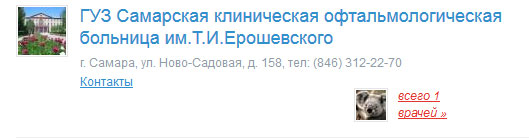 ГУЗ Самарская клиническая офтальмологическая
больница им.Т.И.Ерошевского
г. Самара, ул. Ново-Садовая, д. 158, тел: (846) 312-22-70
Контакты
всего 1
врачей »